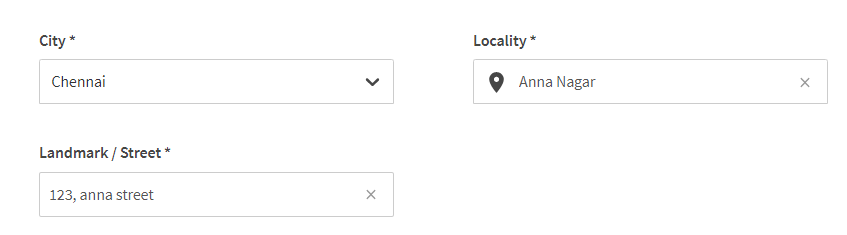 City *
Locality *
Chennai
Anna Nagar
Landmark / Street *
123, anna street